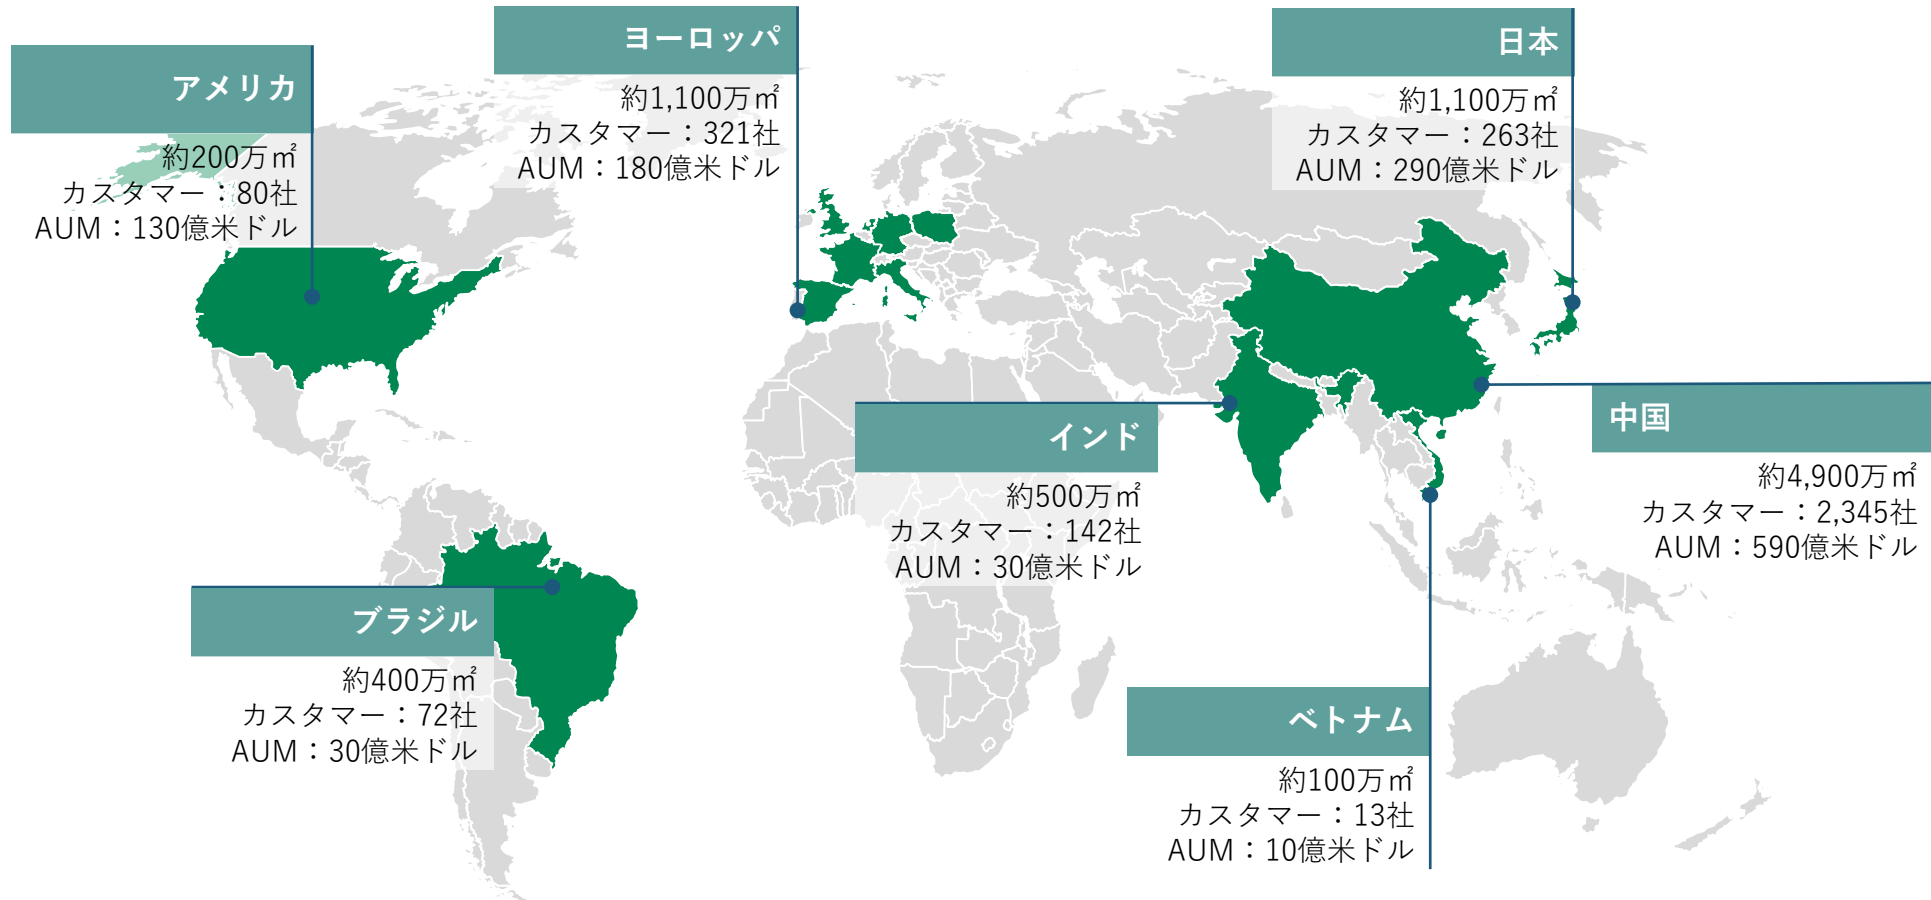 アメリカ
約200万㎡
カスタマー：80社
AUM：130億米ドル
ヨーロッパ
約1,100万㎡
カスタマー：321社
AUM：180億米ドル
日本
約1,100万㎡
カスタマー：263社
AUM：290億米ドル
インド
約500万㎡
カスタマー：142社
AUM：30億米ドル
中国
約4,900万㎡
カスタマー：2,345社
AUM：590億米ドル
ブラジル
約400万㎡
カスタマー：72社
AUM：30億米ドル
ベトナム
約100万㎡
カスタマー：13社
AUM：10億米ドル